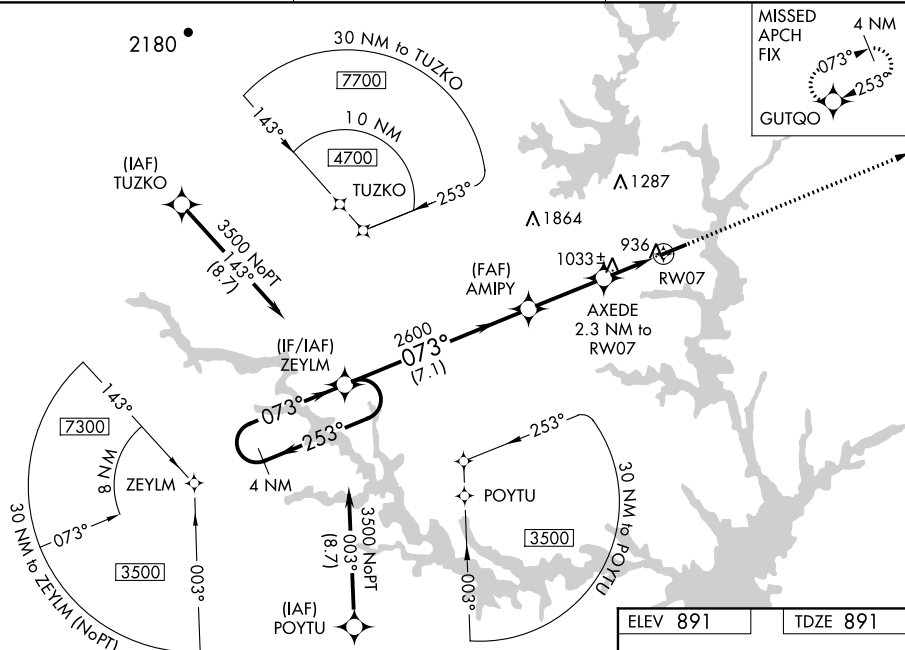 2180
30 NM to TUZKO
7700
10 NM
4700
143°
TUZKO
253°
MISSED
APCH
FIX
4 NM
073°
253°
GUTQO
(IAF)
TUZKO
3500 NoPT
143°
(8.7)
1287
1864
1033±
936
RW07
(FAF)
AMIPY
AXEDE
2.3 NM to
RW07
2600
073°
(7.1)
(IF/IAF)
ZEYLM
073°
253°
4 NM
143°
7300
8 NM
ZEYLM
073°
3500
003°
30 NM to ZEYLM (NoPT)
3500 NoPT
003°
(8.7)
(IAF)
POYTU
253°
POYTU
3500
003°
30 NM to POYTU
ELEV 891
TDZE 891